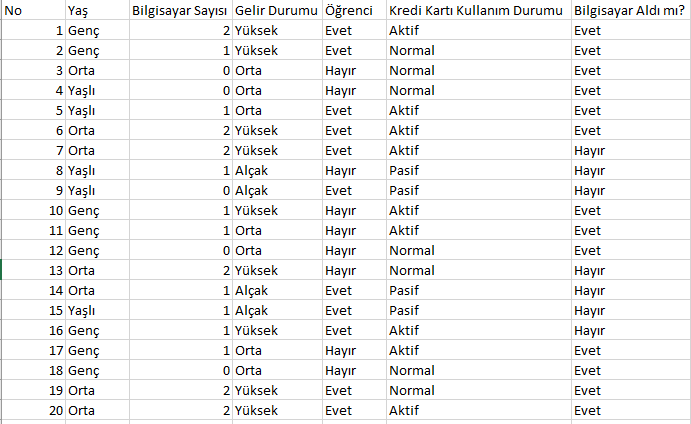 No Yaş Bilgisayar Sayısı Gelir Durumu Öğrenci Kredi Kartı Kullanım Durumu Bilgisayar Aldı mı?
1 Genç 2 Yüksek Evet Aktif Evet
2 Genç 1 Yüksek Evet Normal Evet
3 Orta 0 Orta Hayır Normal Evet
4 Yaşlı 0 Orta Hayır Normal Evet
5 Yaşlı 1 Orta Evet Aktif Evet
6 Orta 2 Yüksek Evet Aktif Evet
7 Orta 2 Yüksek Evet Aktif Hayır
8 Yaşlı 1 Alçak Hayır Pasif Hayır
9 Yaşlı 0 Alçak Evet Pasif Hayır
10 Genç 1 Yüksek Hayır Aktif Evet
11 Genç 1 Orta Hayır Aktif Evet
12 Genç 0 Orta Hayır Normal Evet
13 Orta 2 Yüksek Hayır Normal Hayır
14 Orta 1 Alçak Evet Pasif Hayır
15 Yaşlı 1 Alçak Evet Pasif Hayır
16 Genç 1 Yüksek Evet Aktif Hayır
17 Genç 1 Orta Hayır Aktif Evet
18 Genç 0 Orta Hayır Normal Evet
19 Orta 2 Yüksek Evet Normal Evet
20 Orta 2 Yüksek Evet Aktif Evet